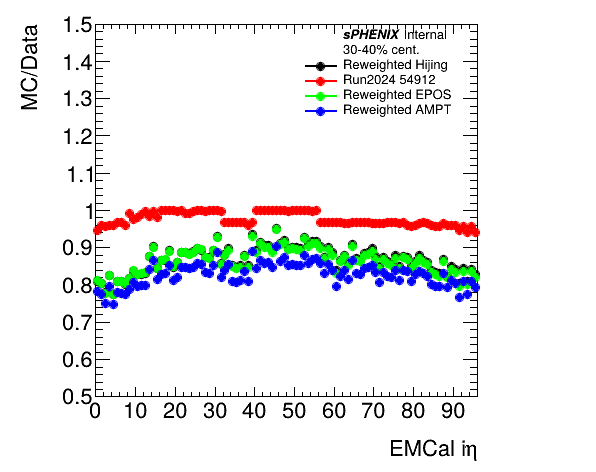 MC/Data
1.5
1.4
1.3
1.2
1.1
1
0.9
0.8
0.7
0.6
0.5
sPHENIX Internal
30-40% cent.
Reweighted Hijing
Run2024 54912
Reweighted EPOS
Reweighted AMPT
0 10 20 30 40 50 60 70 80 90
EMCal iη